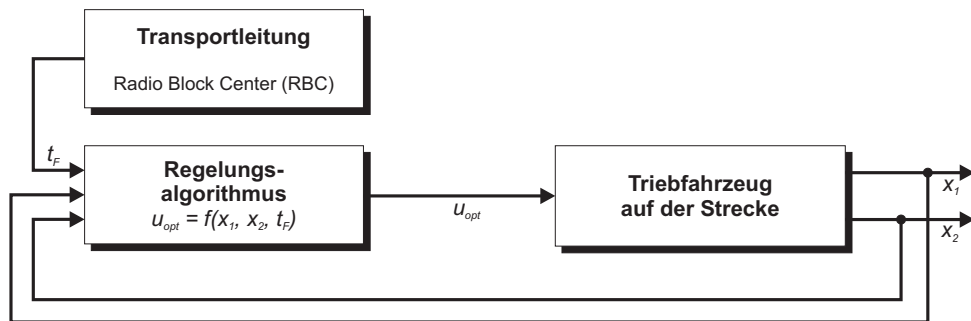 Transportleitung
Radio Block Center (RBC)
t_F
Regelungs-
algorithmus
u_opt = f(x_1, x_2, t_F)
u_opt
Triebfahrzeug
auf der Strecke
x_1
x_2